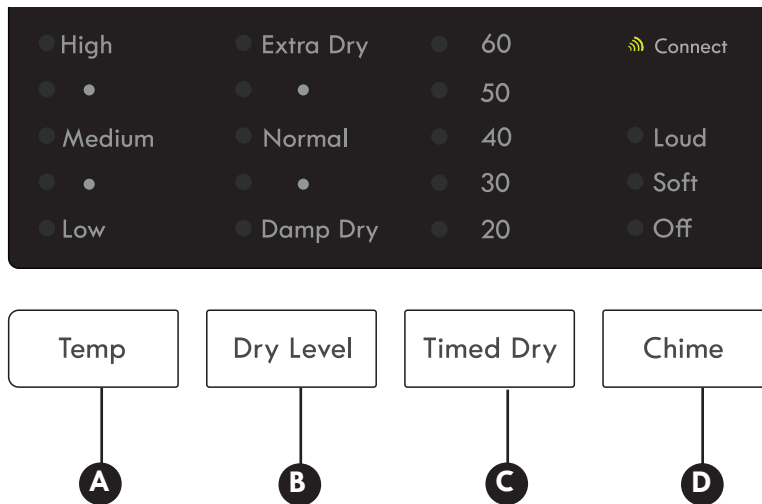 High Extra Dry 60 Connect
50
Medium Normal 40 Loud
30 Soft
Low Damp Dry 20 Off
Temp Dry Level Timed Dry Chime
A B C D